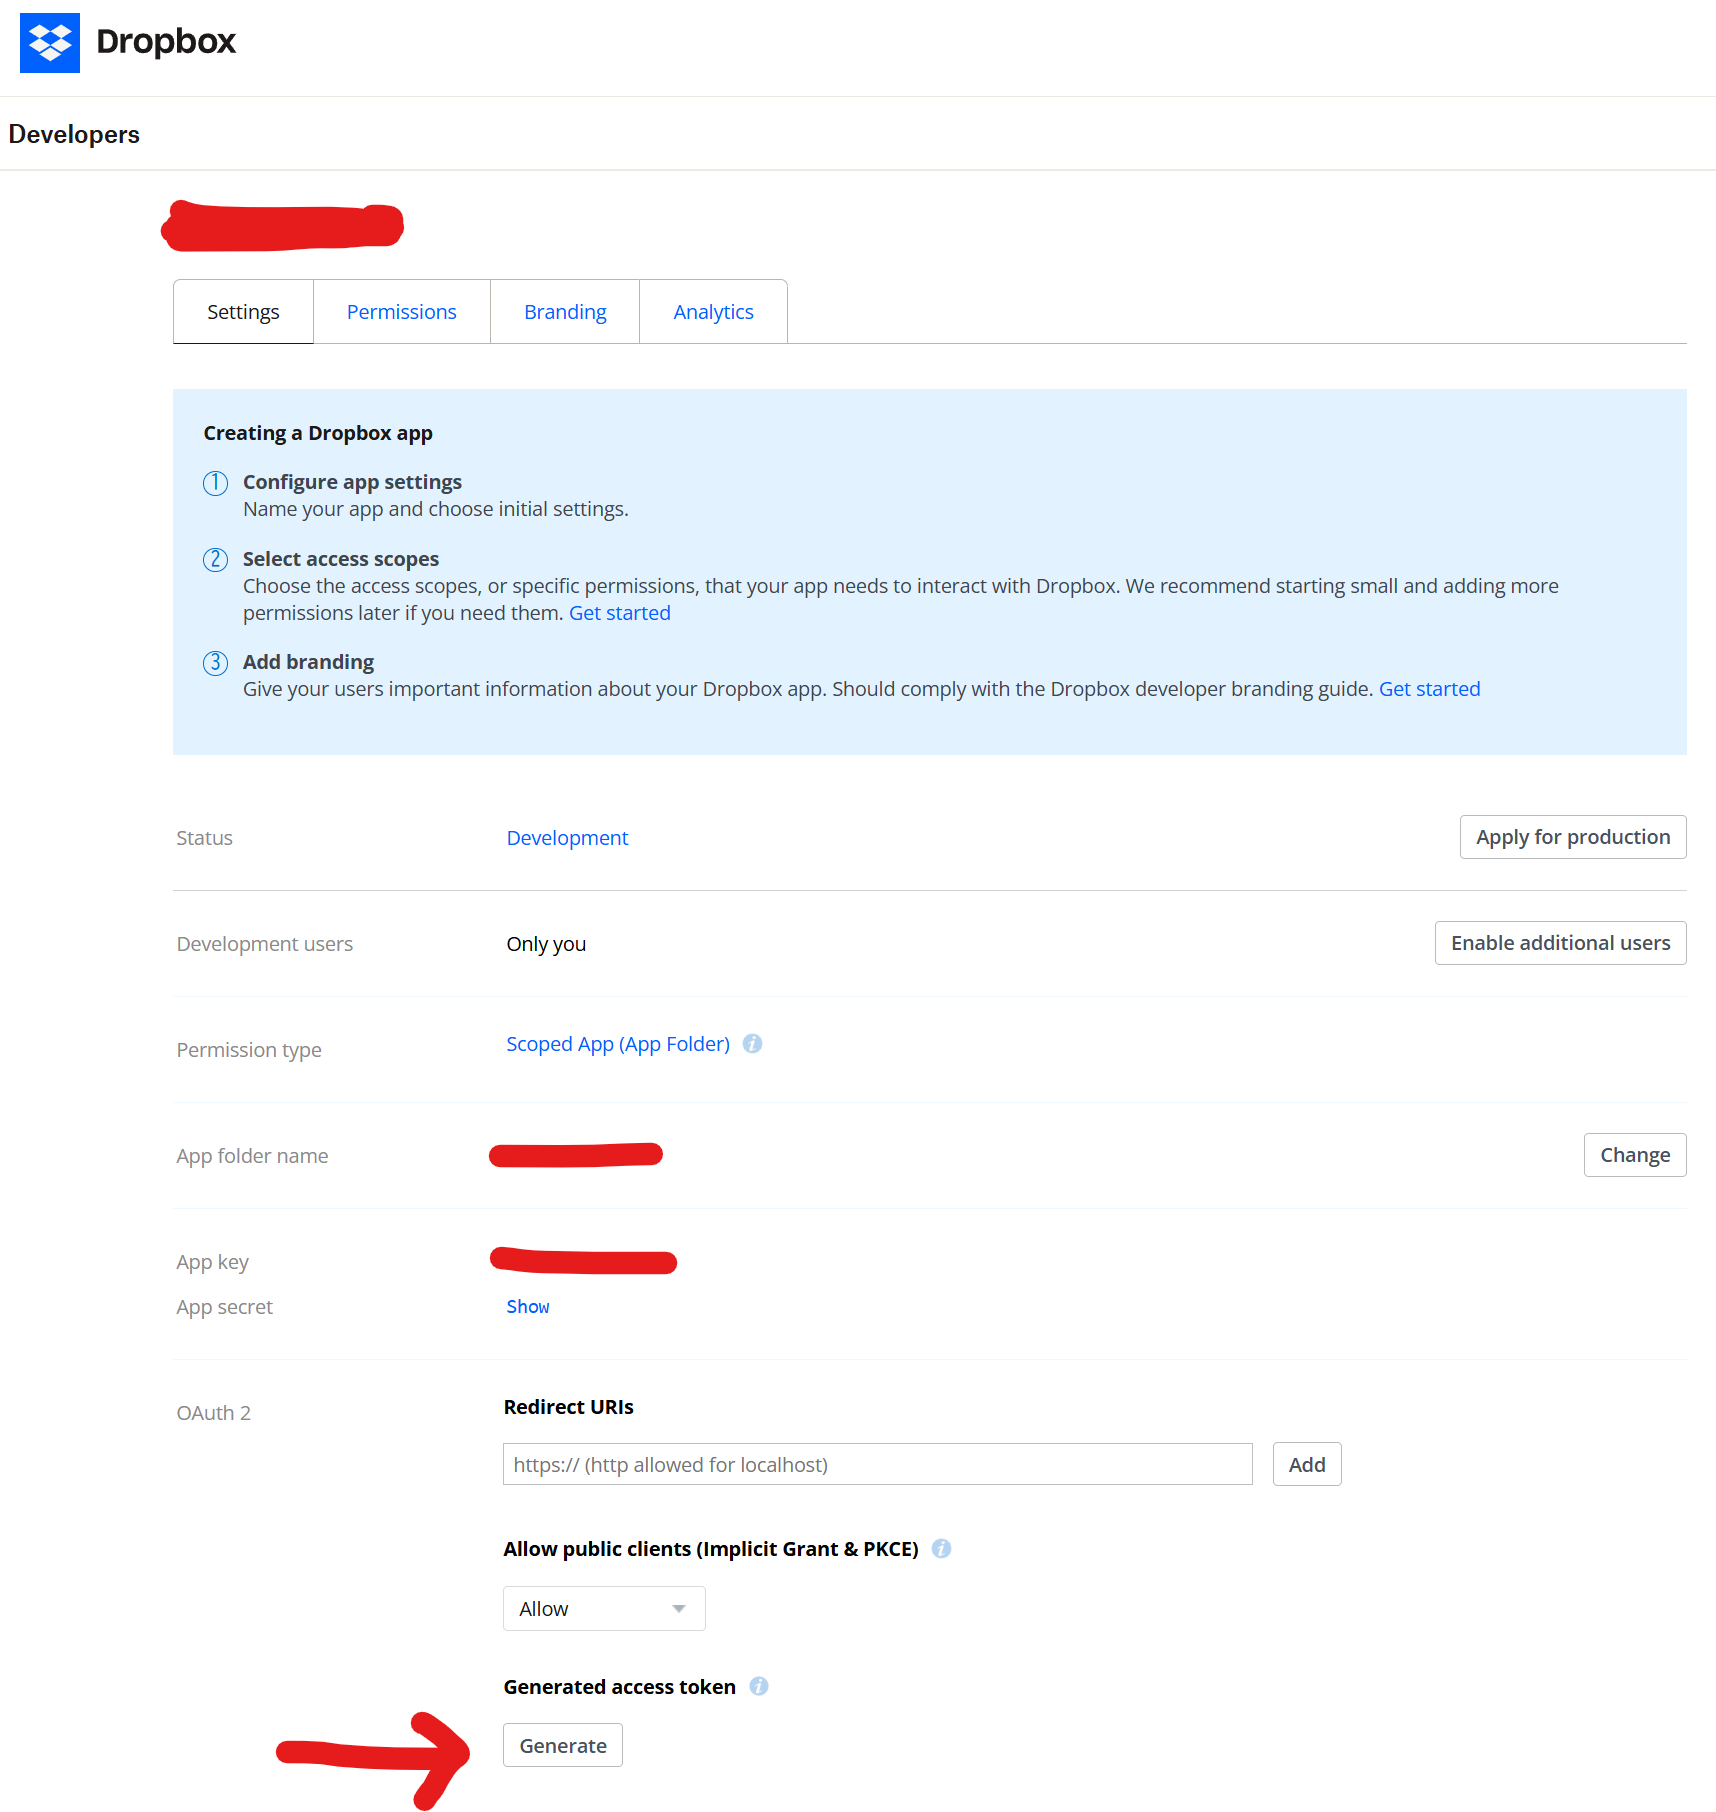 Dropbox
Developers
Settings
Permissions
Branding
Analytics
Creating a Dropbox app
1 Configure app settings
Name your app and choose initial settings.
2 Select access scopes
Choose the access scopes, or specific permissions, that your app needs to interact with Dropbox. We recommend starting small and adding more
permissions later if you need them. Get started
3 Add branding
Give your users important information about your Dropbox app. Should comply with the Dropbox developer branding guide. Get started
Status
Development
Apply for production
Development users
Only you
Enable additional users
Permission type
Scoped App (App Folder) i
App folder name
Change
App key
App secret
Show
OAuth 2
Redirect URIs
https:// (http allowed for localhost)
Add
Allow public clients (Implicit Grant & PKCE) i
Allow
Generated access token i
Generate